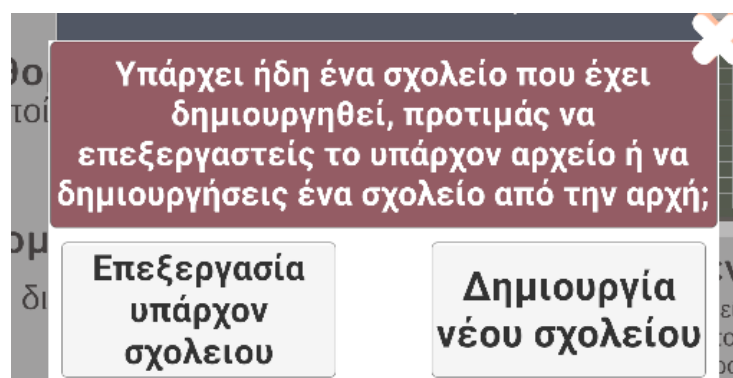 Υπάρχει ήδη ένα σχολείο που έχει
δημιουργηθεί, προτιμάς να
επεξεργαστείς το υπάρχον αρχείο ή να
δημιουργήσεις ένα σχολείο από την αρχή;
Επεξεργασία
υπάρχον
σχολειου
Δημιουργία
νέου σχολείου